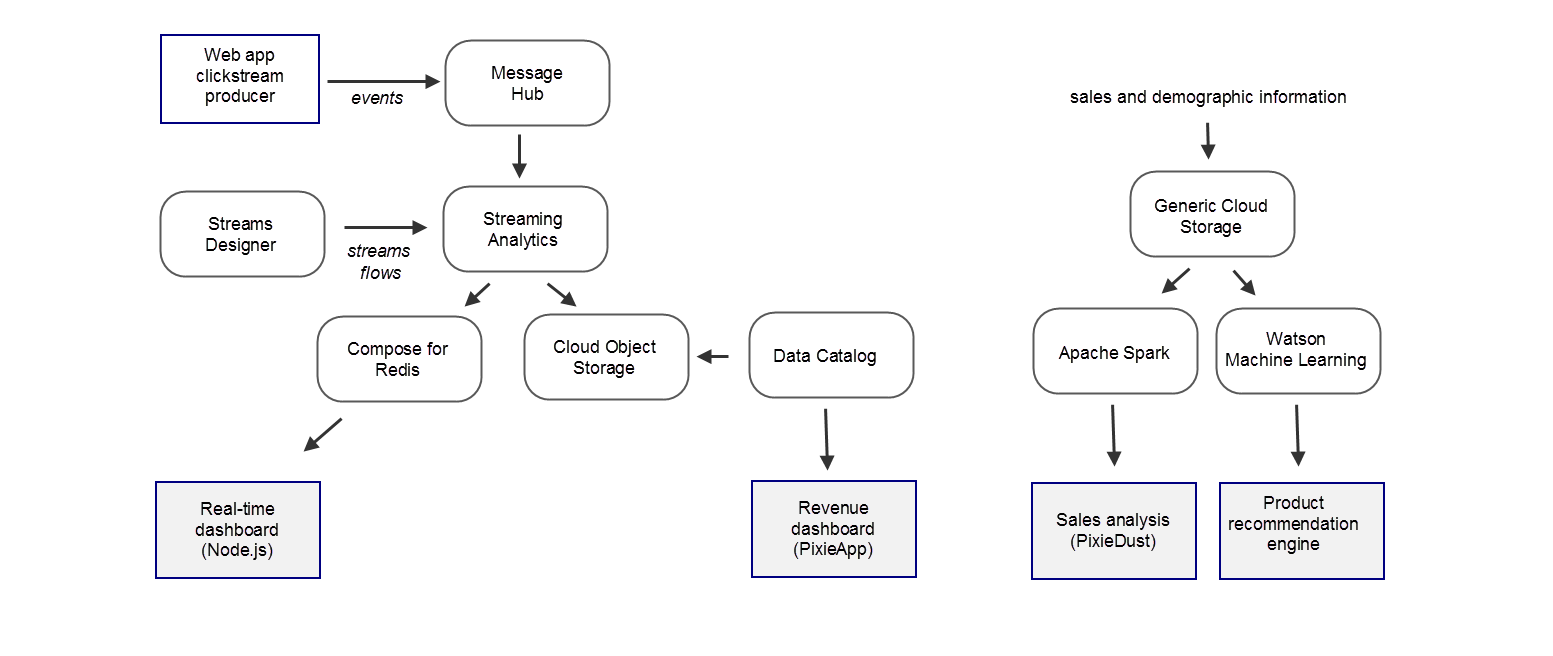 Web app
clickstream
producer
events
Message
Hub
sales and demographic information
Streams
Designer
streams
flows
Streaming
Analytics
Generic Cloud
Storage
Compose for
Redis
Cloud Object
Storage
Data Catalog
Apache Spark
Watson
Machine Learning
Real-time
dashboard
(Node.js)
Revenue
dashboard
(PixieApp)
Sales analysis
(PixieDust)
Product
recommendation
engine